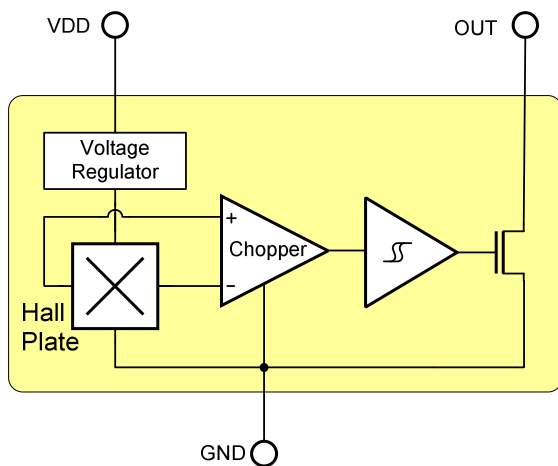 VDD
OUT
Voltage
Regulator
+
Chopper
−
Hall
Plate
GND